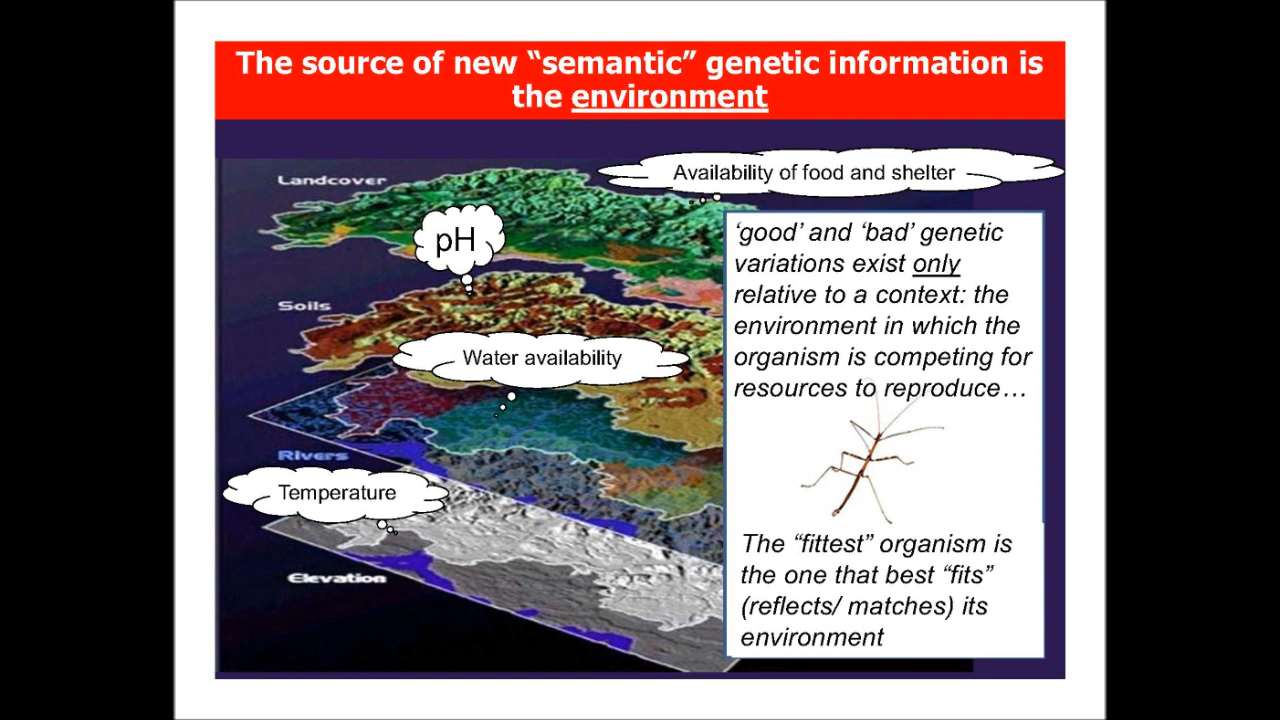 The source of new “semantic” genetic information is
the environment
Availability of food and shelter
Landcover
pH
Soils
Water availability
Rivers
Temperature
Elevation
‘good’ and ‘bad’ genetic
variations exist only
relative to a context: the
environment in which the
organism is competing for
resources to reproduce…
The “fittest” organism is
the one that best “fits”
(reflects/ matches) its
environment